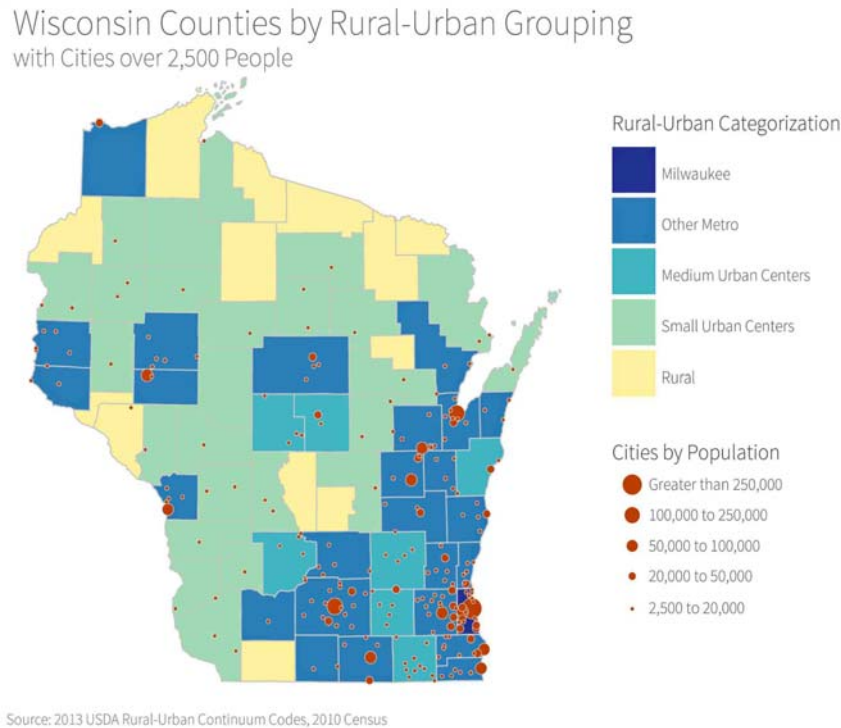 Wisconsin Counties by Rural-Urban Grouping
with Cities over 2,500 People
Rural-Urban Categorization
Milwaukee
Other Metro
Medium Urban Centers
Small Urban Centers
Rural
Cities by Population
Greater than 250,000
100,000 to 250,000
50,000 to 100,000
20,000 to 50,000
2,500 to 20,000
Source: 2013 USDA Rural-Urban Continuum Codes, 2010 Census